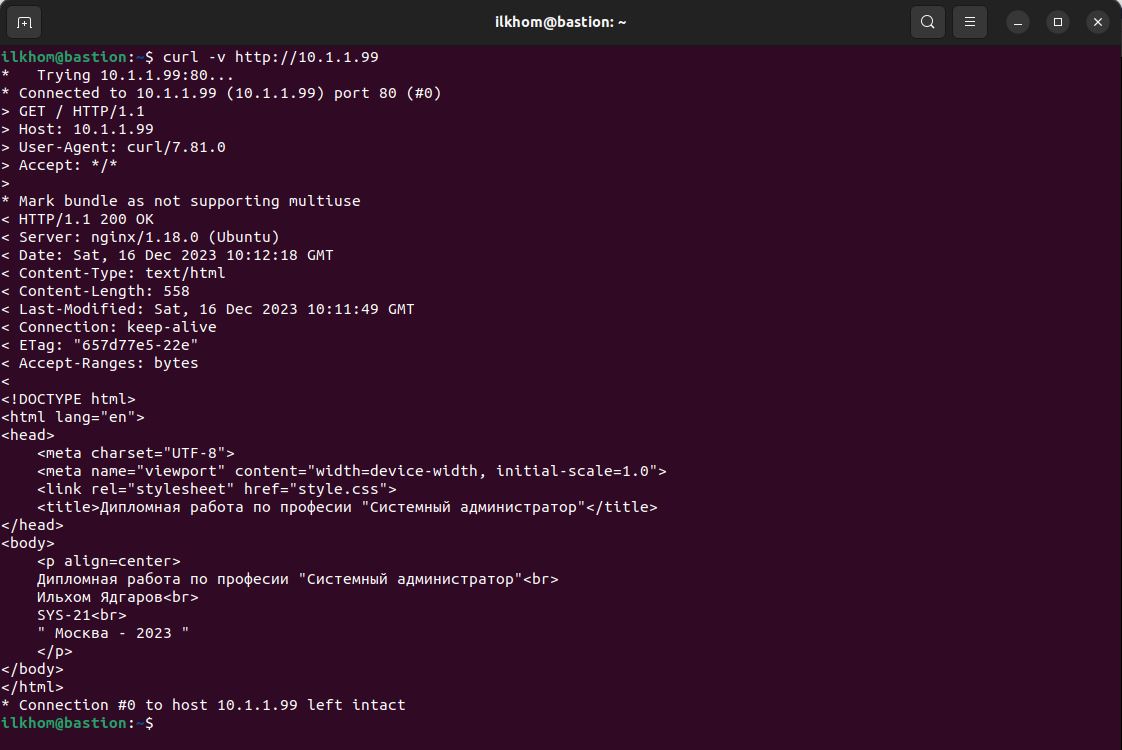 ilkhom@bastion: ~
ilkhom@bastion:~$ curl -v http://10.1.1.99
*   Trying 10.1.1.99:80...
* Connected to 10.1.1.99 (10.1.1.99) port 80 (#0)
> GET / HTTP/1.1
> Host: 10.1.1.99
> User-Agent: curl/7.81.0
> Accept: */*
>
* Mark bundle as not supporting multiuse
< HTTP/1.1 200 OK
< Server: nginx/1.18.0 (Ubuntu)
< Date: Sat, 16 Dec 2023 10:12:18 GMT
< Content-Type: text/html
< Content-Length: 558
< Last-Modified: Sat, 16 Dec 2023 10:11:49 GMT
< Connection: keep-alive
< ETag: "657d77e5-22e"
< Accept-Ranges: bytes
<
<!DOCTYPE html>
<html lang="en">
<head>
    <meta charset="UTF-8">
    <meta name="viewport" content="width=device-width, initial-scale=1.0">
    <link rel="stylesheet" href="style.css">
    <title>Дипломная работа по професии "Системный администратор"</title>
</head>
<body>
    <p align=center>
    Дипломная работа по професии "Системный администратор"<br>
    Ильхом Ядгаров<br>
    SYS-21<br>
    " Москва - 2023 "
    </p>
</body>
</html>
* Connection #0 to host 10.1.1.99 left intact
ilkhom@bastion:~$